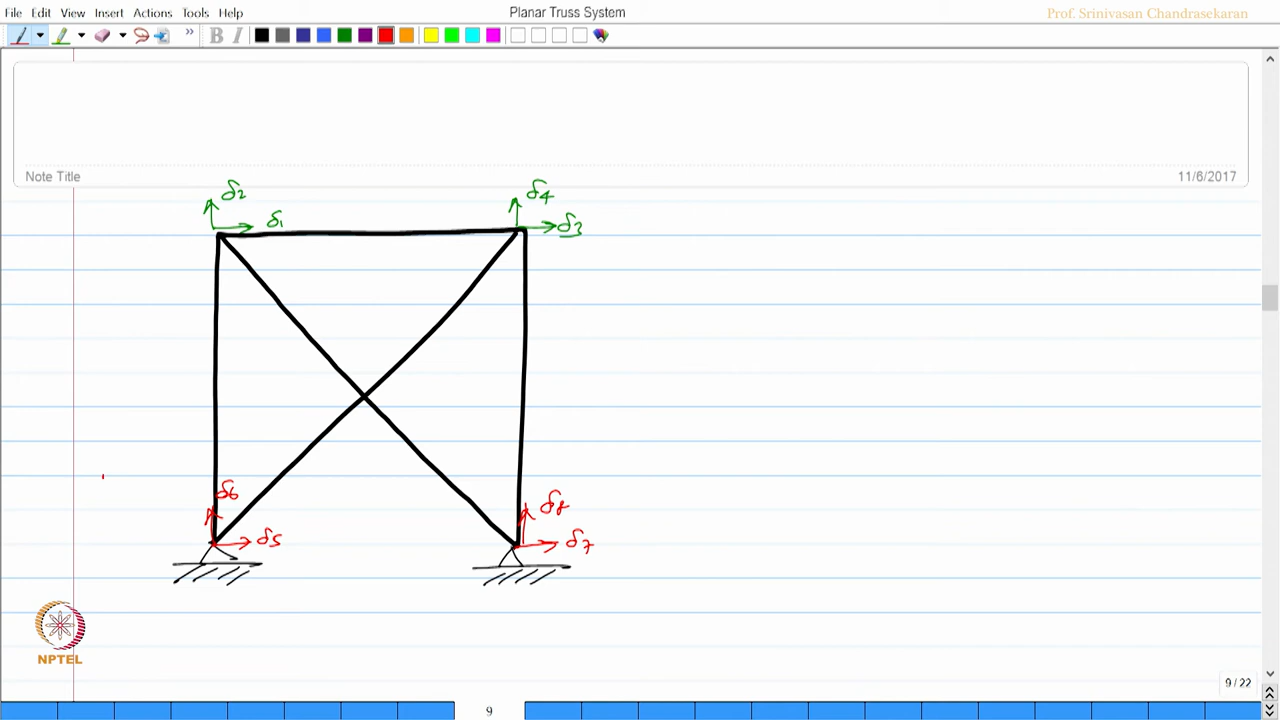 Planar Truss System
Prof. Srinivasan Chandrasekaran
File Edit View Insert Actions Tools Help
B I
Note Title
11/6/2017
δ2
δ1
δ4
δ3
δ6
δ5
δ8
δ7
NPTEL
9 / 22
9